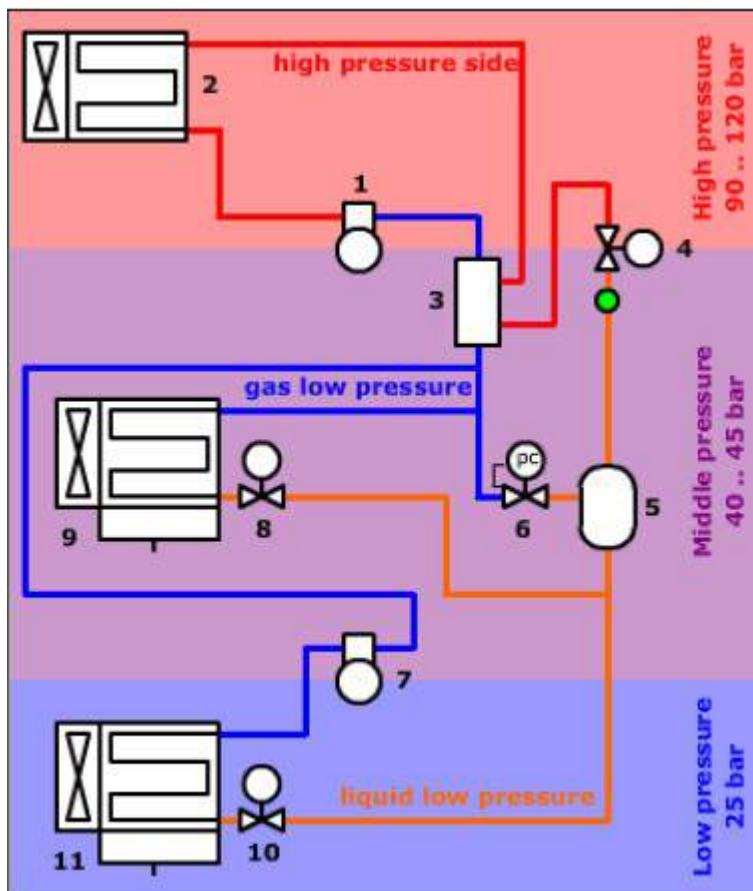 high pressure side
2
1
High pressure
90 .. 120 bar
4
3
gas low pressure
pc
Middle pressure
40 .. 45 bar
5
9
8
6
7
Low pressure
25 bar
liquid low pressure
11
10